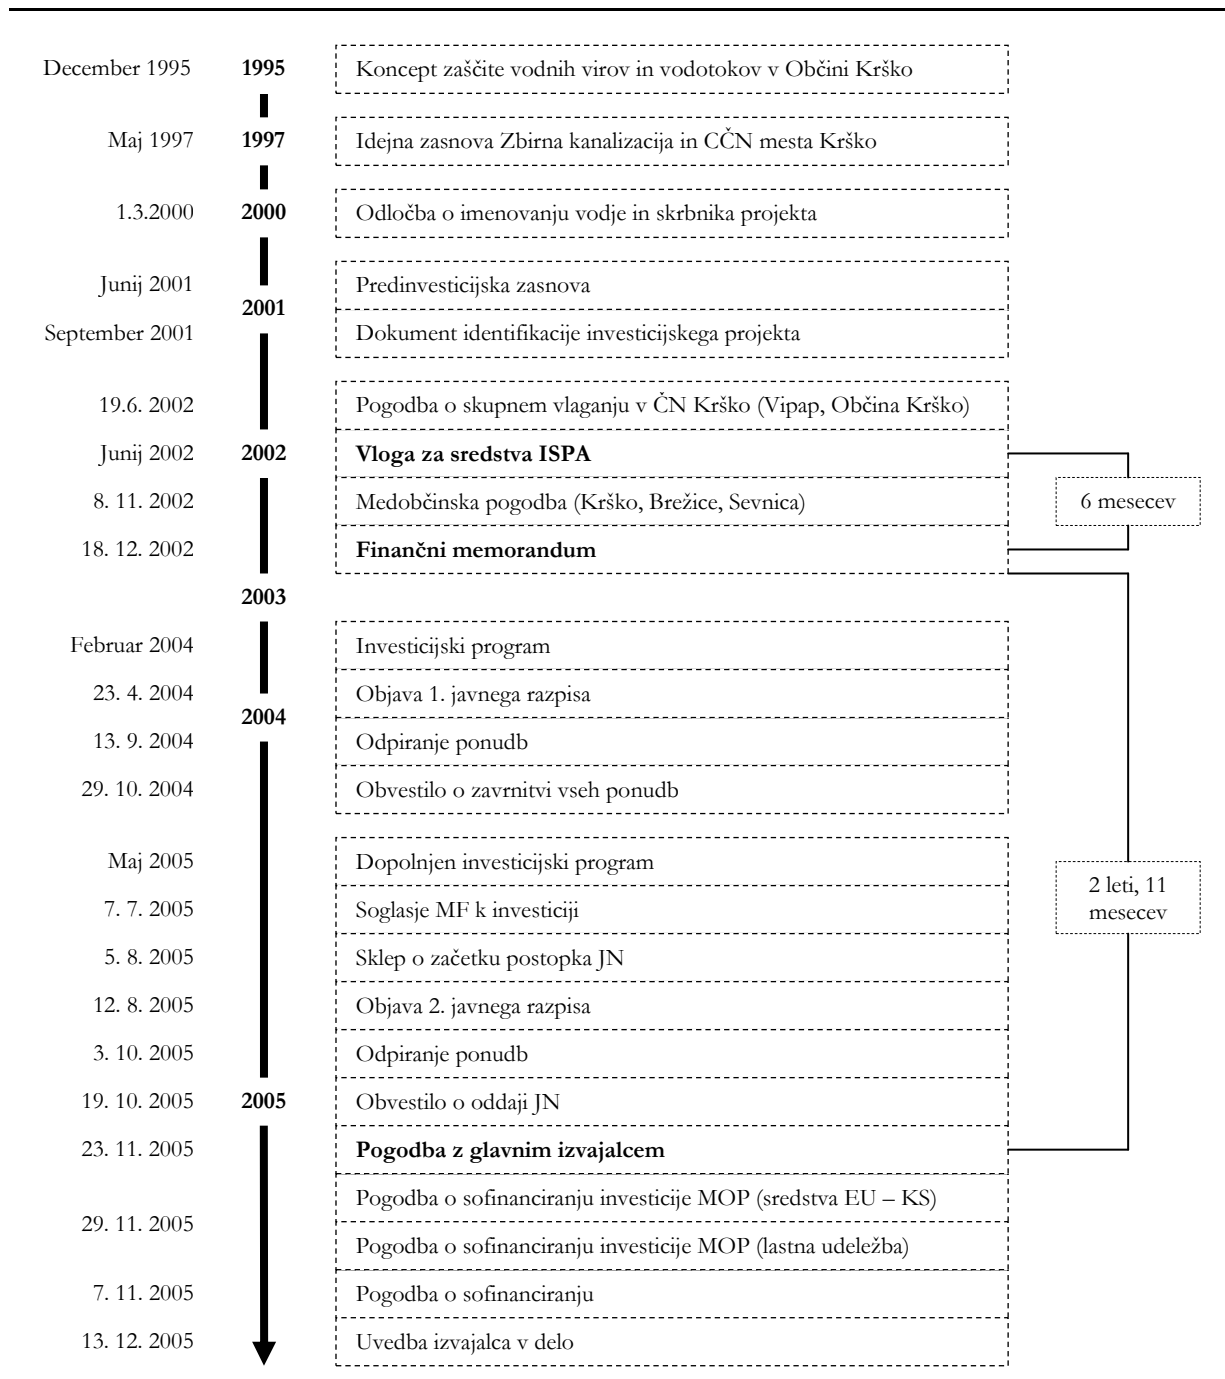 December 1995 1995 Koncept zaščite vodnih virov in vodotokov v Občini Krško
Maj 1997 1997 Idejna zasnova Zbirna kanalizacija in CČN mesta Krško
1.3.2000 2000 Odločba o imenovanju vodje in skrbnika projekta
Junij 2001 Predinvesticijska zasnova
2001
September 2001 Dokument identifikacije investicijskega projekta
19.6. 2002 Pogodba o skupnem vlaganju v ČN Krško (Vipap, Občina Krško)
Junij 2002 2002 Vloga za sredstva ISPA
8. 11. 2002 Medobčinska pogodba (Krško, Brežice, Sevnica) 6 mesecev
18. 12. 2002 Finančni memorandum
2003
Februar 2004 Investicijski program
23. 4. 2004 Objava 1. javnega razpisa
2004
13. 9. 2004 Odpiranje ponudb
29. 10. 2004 Obvestilo o zavrnitvi vseh ponudb
Maj 2005 Dopolnjen investicijski program
2 leti, 11
mesecev
7. 7. 2005 Soglasje MF k investiciji
5. 8. 2005 Sklep o začetku postopka JN
12. 8. 2005 Objava 2. javnega razpisa
3. 10. 2005 Odpiranje ponudb
19. 10. 2005 2005 Obvestilo o oddaji JN
23. 11. 2005 Pogodba z glavnim izvajalcem
Pogodba o sofinanciranju investicije MOP (sredstva EU – KS)
29. 11. 2005
Pogodba o sofinanciranju investicije MOP (lastna udeležba)
7. 11. 2005 Pogodba o sofinanciranju
13. 12. 2005 Uvedba izvajalca v delo